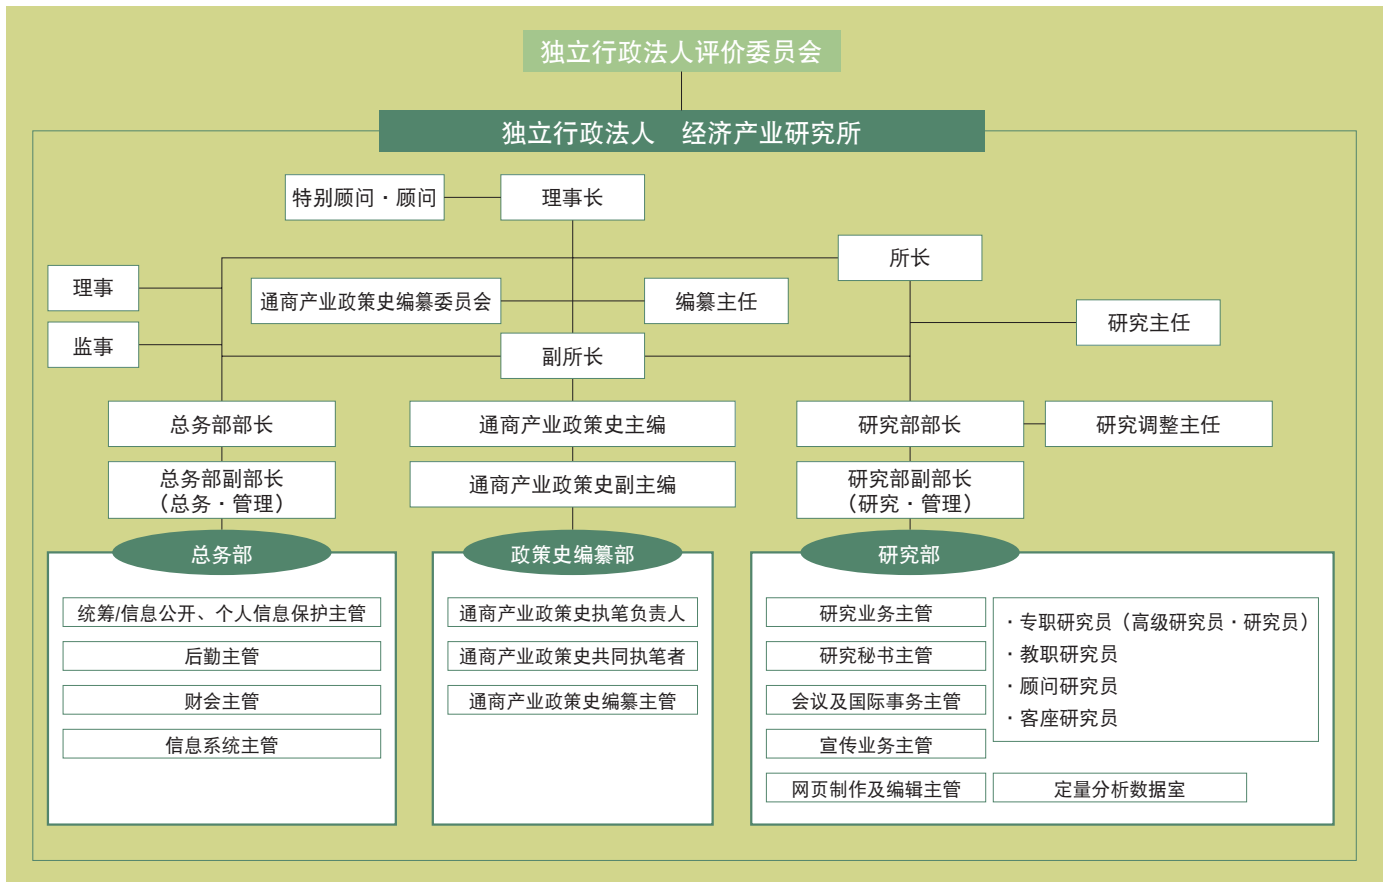 独立行政法人评价委员会
独立行政法人　经济产业研究所
特别顾问・顾问
理事长
所长
理事
通商产业政策史编纂委员会
编纂主任
研究主任
监事
副所长
总务部部长
通商产业政策史主编
研究部部长
研究调整主任
总务部副部长
（总务・管理）
通商产业政策史副主编
研究部副部长
（研究・管理）
总务部
统筹/信息公开、个人信息保护主管
后勤主管
财会主管
信息系统主管
政策史编纂部
通商产业政策史执笔负责人
通商产业政策史共同执笔者
通商产业政策史编纂主管
研究部
研究业务主管
研究秘书主管
会议及国际事务主管
宣传业务主管
网页制作及编辑主管
・专职研究员（高级研究员・研究员）
・教职研究员
・顾问研究员
・客座研究员
定量分析数据室